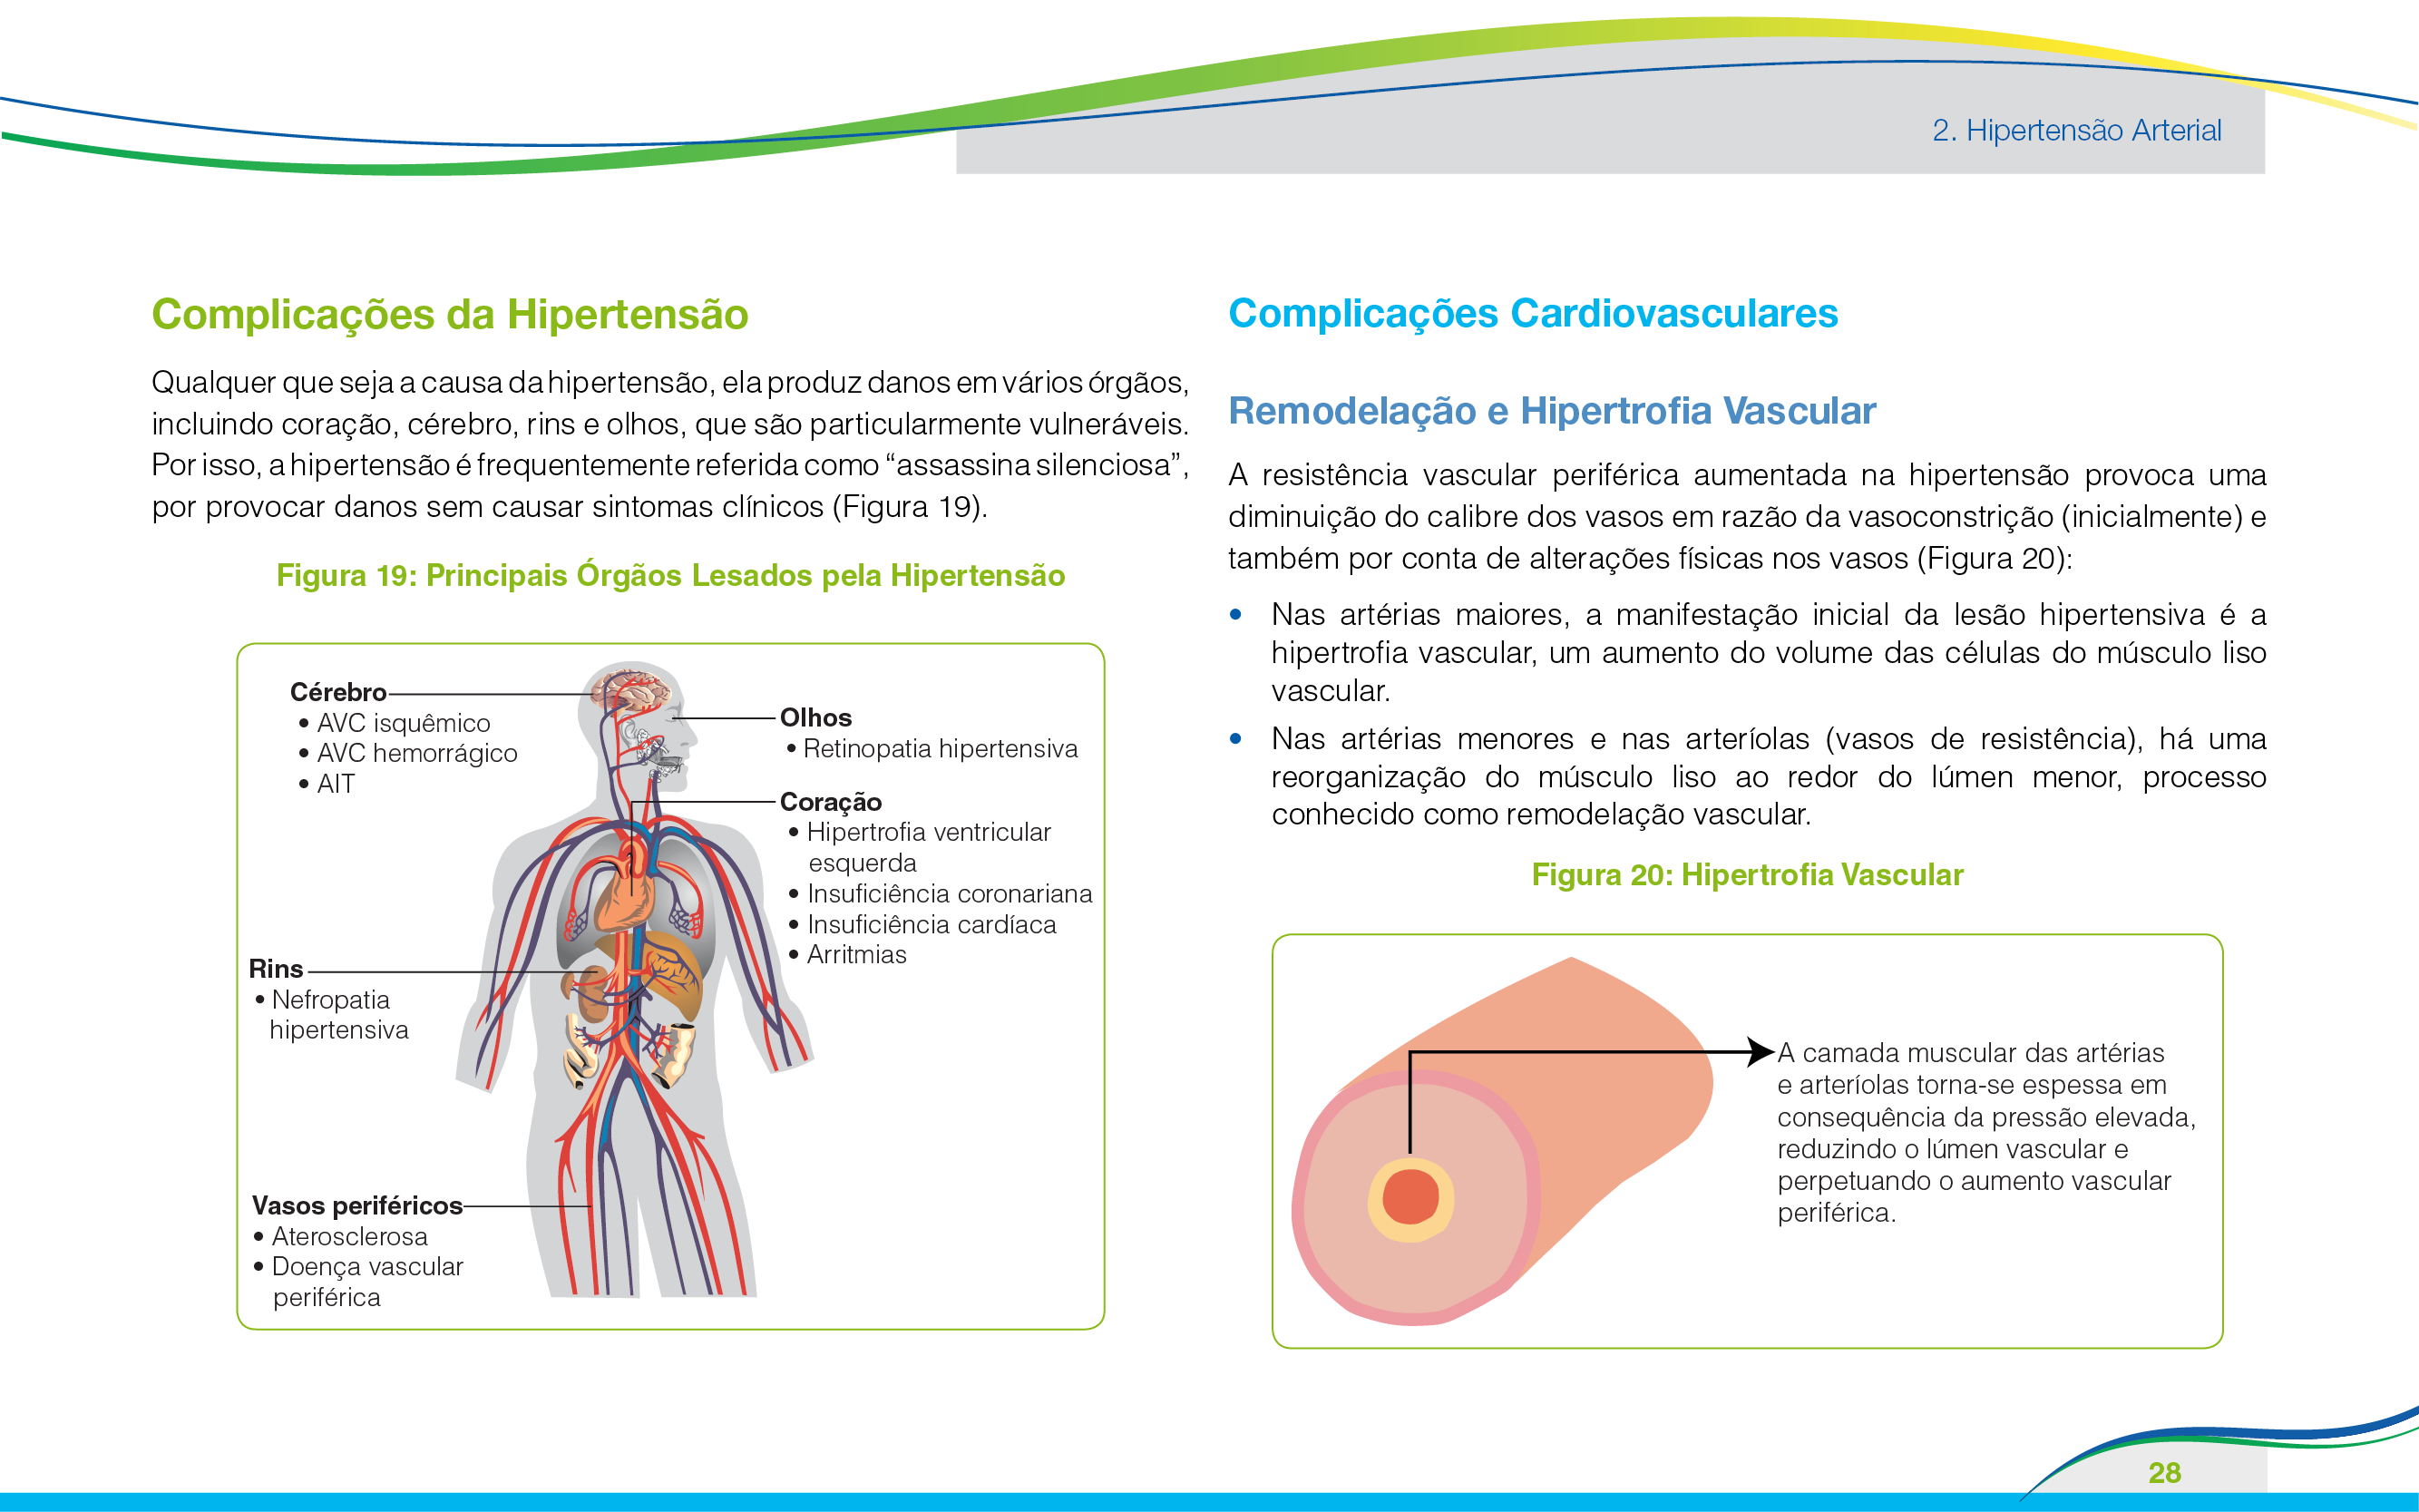 2. Hipertensão Arterial
Complicações da Hipertensão
Qualquer que seja a causa da hipertensão, ela produz danos em vários órgãos,
incluindo coração, cérebro, rins e olhos, que são particularmente vulneráveis.
Por isso, a hipertensão é frequentemente referida como “assassina silenciosa”,
por provocar danos sem causar sintomas clínicos (Figura 19).
Figura 19: Principais Órgãos Lesados pela Hipertensão
Cérebro
• AVC isquêmico
• AVC hemorrágico
• AIT
Olhos
• Retinopatia hipertensiva
Coração
• Hipertrofia ventricular
esquerda
• Insuficiência coronariana
• Insuficiência cardíaca
• Arritmias
Rins
• Nefropatia
hipertensiva
Vasos periféricos
• Aterosclerosa
• Doença vascular
periférica
Complicações Cardiovasculares
Remodelação e Hipertrofia Vascular
A resistência vascular periférica aumentada na hipertensão provoca uma
diminuição do calibre dos vasos em razão da vasoconstrição (inicialmente) e
também por conta de alterações físicas nos vasos (Figura 20):
• Nas artérias maiores, a manifestação inicial da lesão hipertensiva é a
hipertrofia vascular, um aumento do volume das células do músculo liso
vascular.
• Nas artérias menores e nas arteríolas (vasos de resistência), há uma
reorganização do músculo liso ao redor do lúmen menor, processo
conhecido como remodelação vascular.
Figura 20: Hipertrofia Vascular
A camada muscular das artérias
e arteríolas torna-se espessa em
consequência da pressão elevada,
reduzindo o lúmen vascular e
perpetuando o aumento vascular
periférica.
28